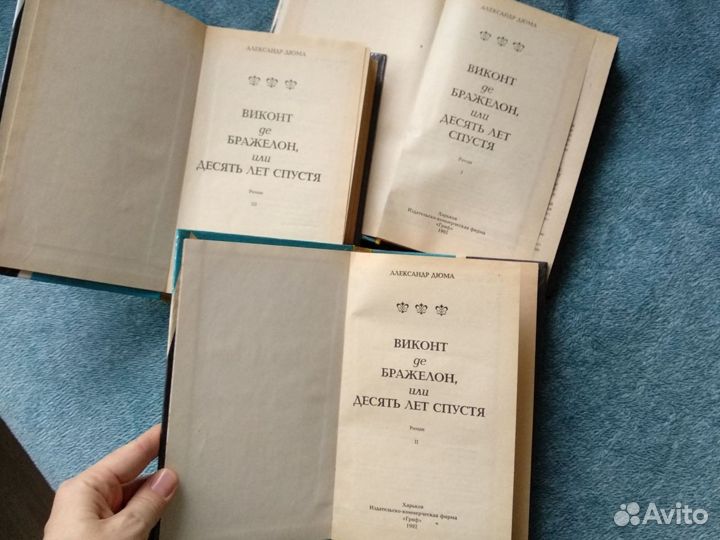 АЛЕКСАНДР ДЮМА
ВИКОНТ
де
БРАЖЕЛОН,
или
ДЕСЯТЬ ЛЕТ СПУСТЯ
Роман
III
АЛЕКСАНДР ДЮМА
ВИКОНТ
де
БРАЖЕЛОН,
или
ДЕСЯТЬ ЛЕТ
СПУСТЯ
Роман
I
Харьков
Издательско-коммерческая фирма
«Гриф»
1992
АЛЕКСАНДР ДЮМА
ВИКОНТ
де
БРАЖЕЛОН,
или
ДЕСЯТЬ ЛЕТ СПУСТЯ
Роман
II
Харьков
Издательско-коммерческая фирма
«Гриф»
1992
Avito